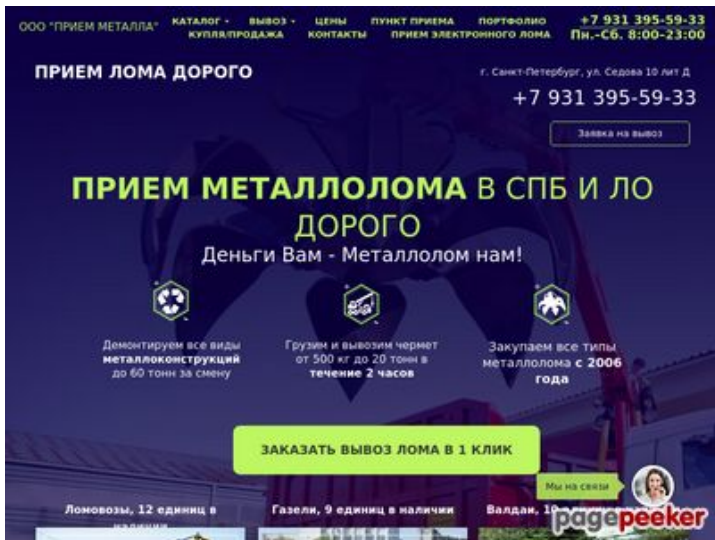 ООО "ПРИЕМ МЕТАЛЛА"
КАТАЛОГ ВЫВОЗ ЦЕНЫ ПУНКТ ПРИЕМА ПОРТФОЛИО
КУПЛЯ/ПРОДАЖА КОНТАКТЫ ПРИЕМ ЭЛЕКТРОННОГО ЛОМА
+7 931 395-59-33
Пн.-Сб. 8:00-23:00
ПРИЕМ ЛОМА ДОРОГО
г. Санкт-Петербург, ул. Седова 10 лит Д
+7 931 395-59-33
Заявка на вывоз
ПРИЕМ МЕТАЛЛОЛОМА В СПБ И ЛО
ДОРОГО
Деньги Вам - Металлолом нам!
Демонтируем все виды
металлоконструкций
до 60 тонн за смену
Грузим и вывозим чермет
от 500 кг до 20 тонн в
течение 2 часов
Закупаем все типы
металлолома с 2006
года
ЗАКАЗАТЬ ВЫВОЗ ЛОМА В 1 КЛИК
Мы на связи
Ломовозы, 12 единиц в
наличии
Газели, 9 единиц в наличии
Валдаи, 10
pagepeeker